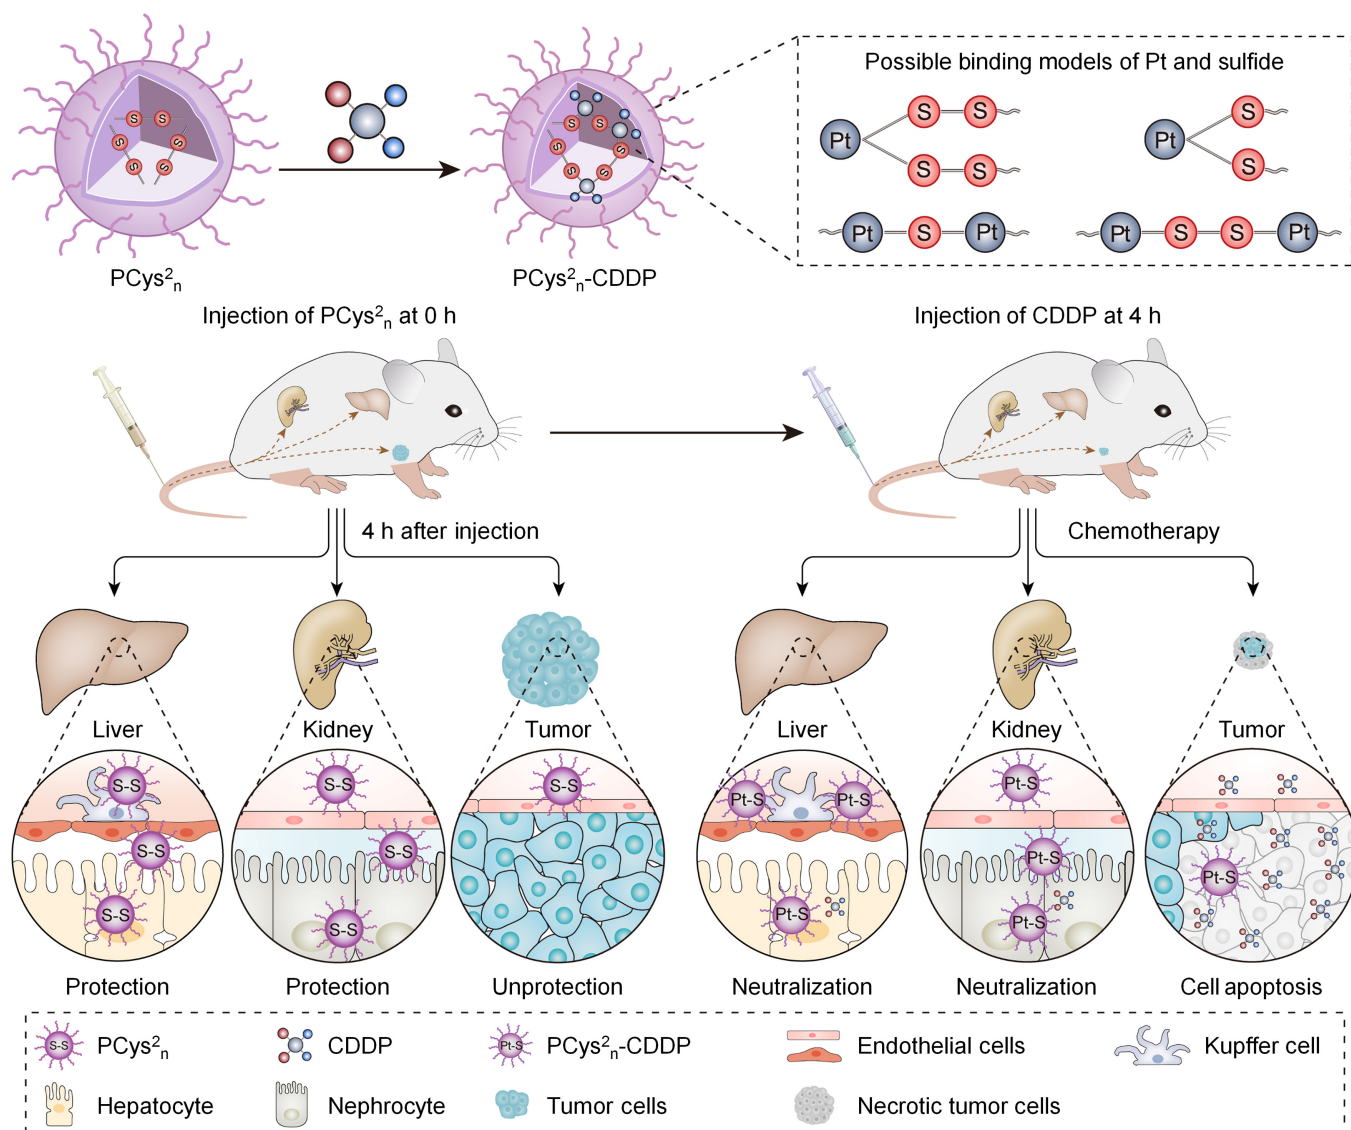 S S
S S
S S
PCys²ₙ
S S
S S
S S
PCys²ₙ-CDDP
Possible binding models of Pt and sulfide
Pt S S
S S
Pt S
S
Pt S Pt
Pt S S Pt
Injection of PCys²ₙ at 0 h
Injection of CDDP at 4 h
4 h after injection
Chemotherapy
Liver
Kidney
Tumor
Liver
Kidney
Tumor
S-S
S-S
S-S
S-S
S-S
S-S
S-S
Pt-S
Pt-S
Pt-S
Pt-S
Pt-S
Pt-S
Pt-S
Protection
Protection
Unprotection
Neutralization
Neutralization
Cell apoptosis
S-S PCys²ₙ
CDDP
Pt-S PCys²ₙ-CDDP
Endothelial cells
Kupffer cell
Hepatocyte
Nephrocyte
Tumor cells
Necrotic tumor cells